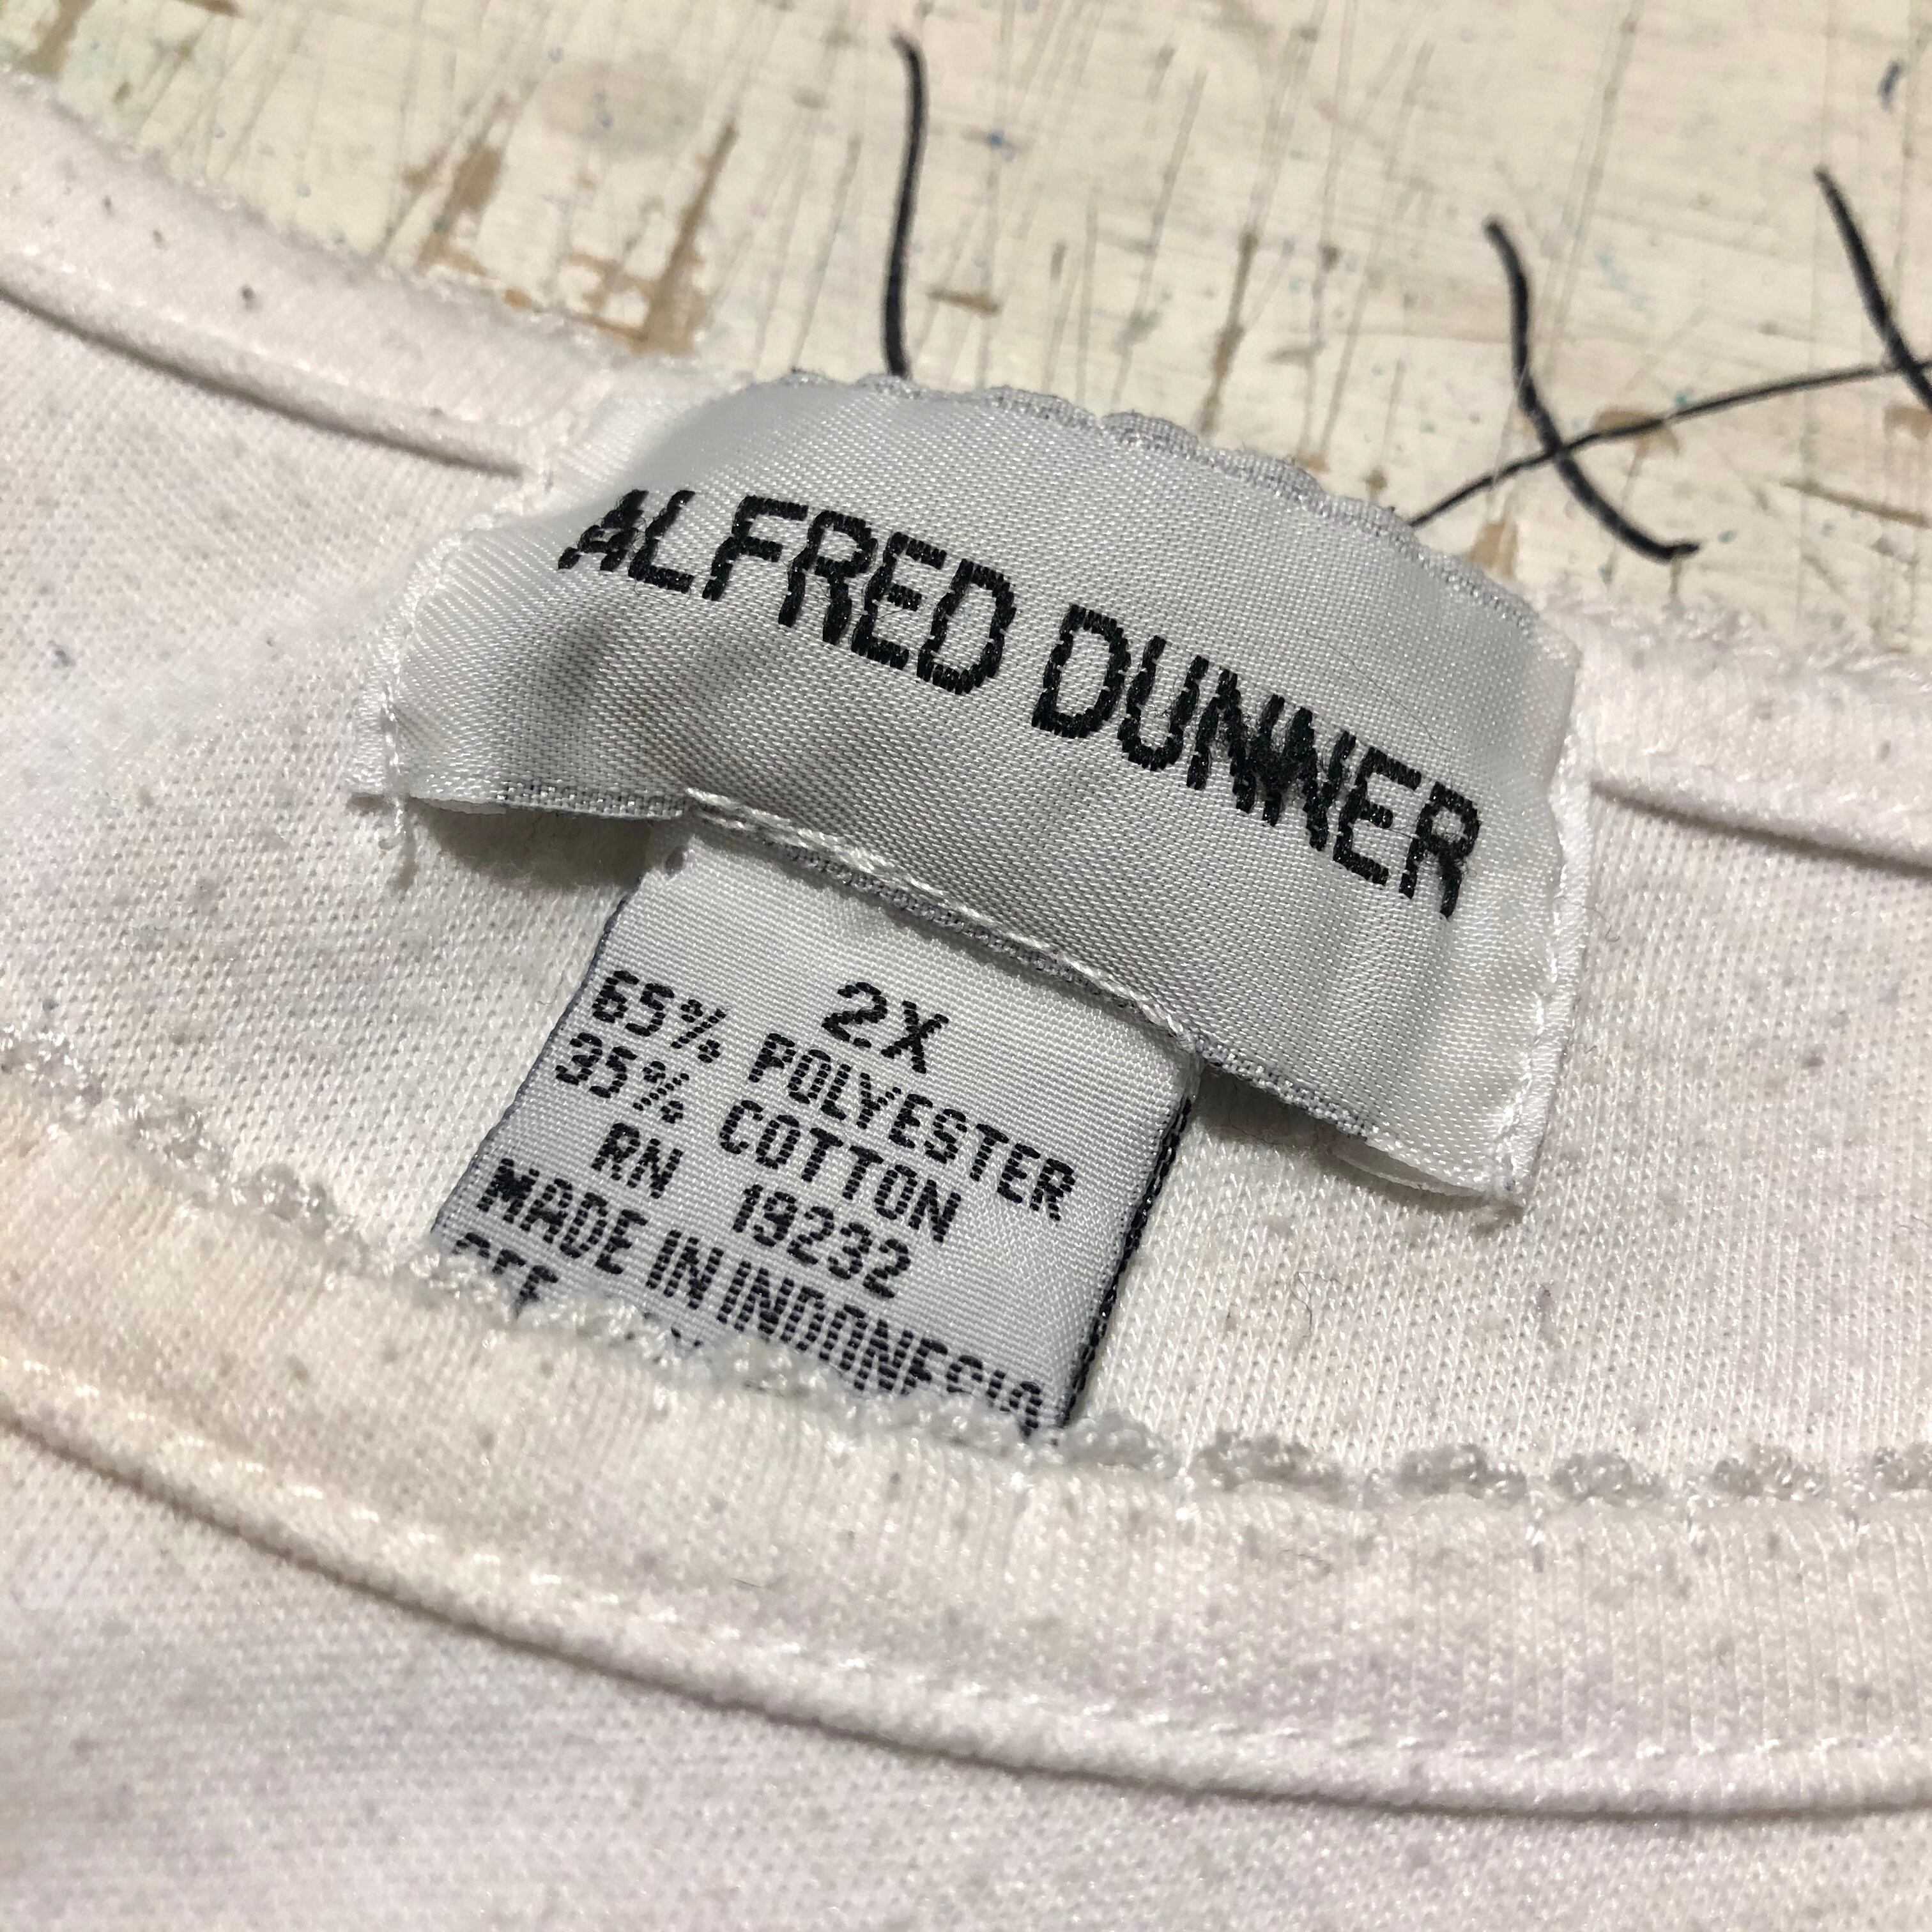 ALFRED DUNNER
2X
65% POLYESTER
35% COTTON
RN 19232
MADE IN INDONESIA